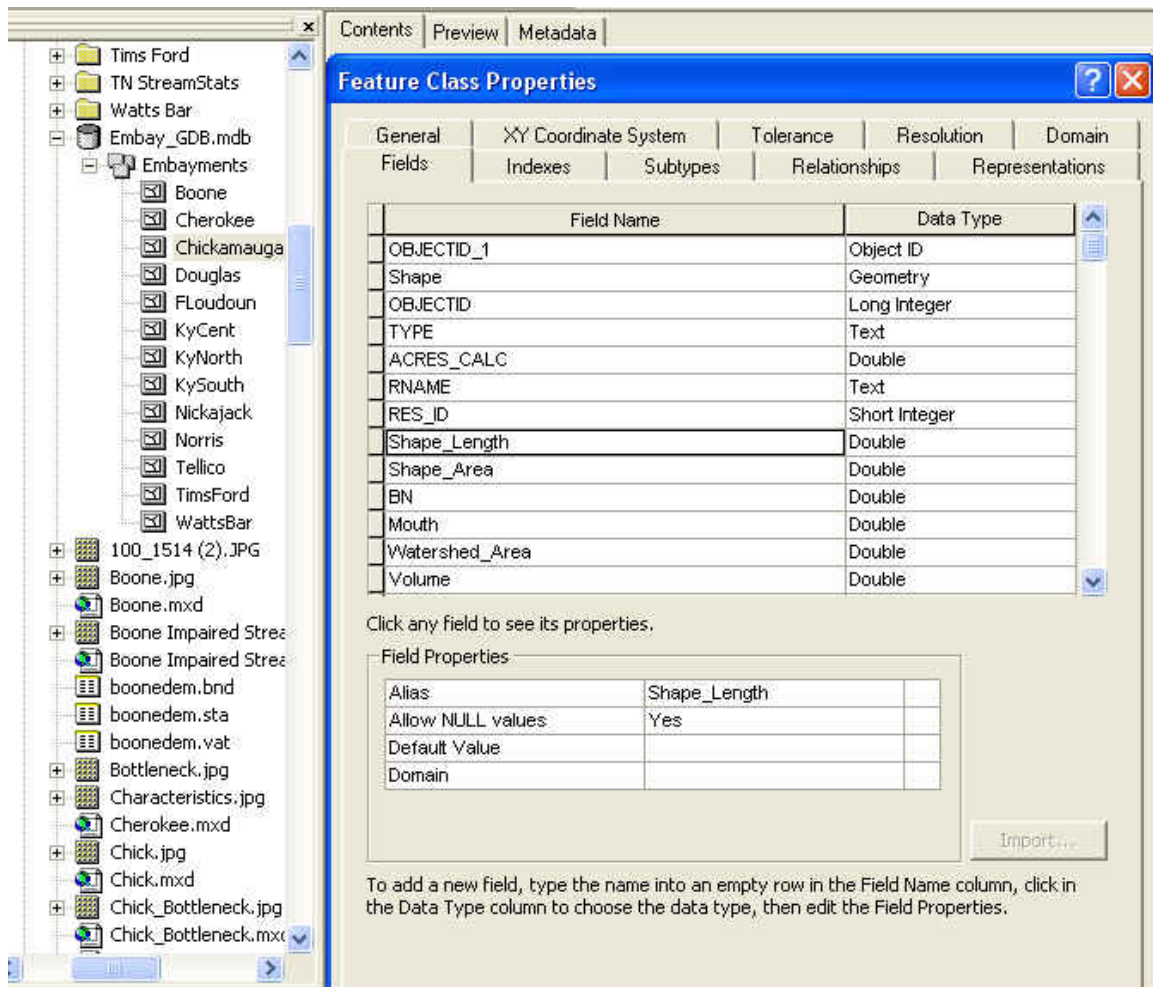 Tims Ford
TN StreamStats
Watts Bar
Embay_GDB.mdb
Embayments
Boone
Cherokee
Chickamauga
Douglas
FLoudoun
KyCent
KyNorth
KySouth
Nickajack
Norris
Tellico
TimsFord
WattsBar
100_1514 (2).JPG
Boone.jpg
Boone.mxd
Boone Impaired Strea
Boone Impaired Strea
boonedem.bnd
boonedem.sta
boonedem.vat
Bottleneck.jpg
Characteristics.jpg
Cherokee.mxd
Chick.jpg
Chick.mxd
Chick_Bottleneck.jpg
Chick_Bottleneck.mx
Contents Preview Metadata
Feature Class Properties
General XY Coordinate System Tolerance Resolution Domain
Fields Indexes Subtypes Relationships Representations
Field Name Data Type
OBJECTID_1 Object ID
Shape Geometry
OBJECTID Long Integer
TYPE Text
ACRES_CALC Double
RNAME Text
RES_ID Short Integer
Shape_Length Double
Shape_Area Double
BN Double
Mouth Double
Watershed_Area Double
Volume Double
Click any field to see its properties.
Field Properties
Alias Shape_Length
Allow NULL values Yes
Default Value
Domain
Import...
To add a new field, type the name into an empty row in the Field Name column, click in
the Data Type column to choose the data type, then edit the Field Properties.